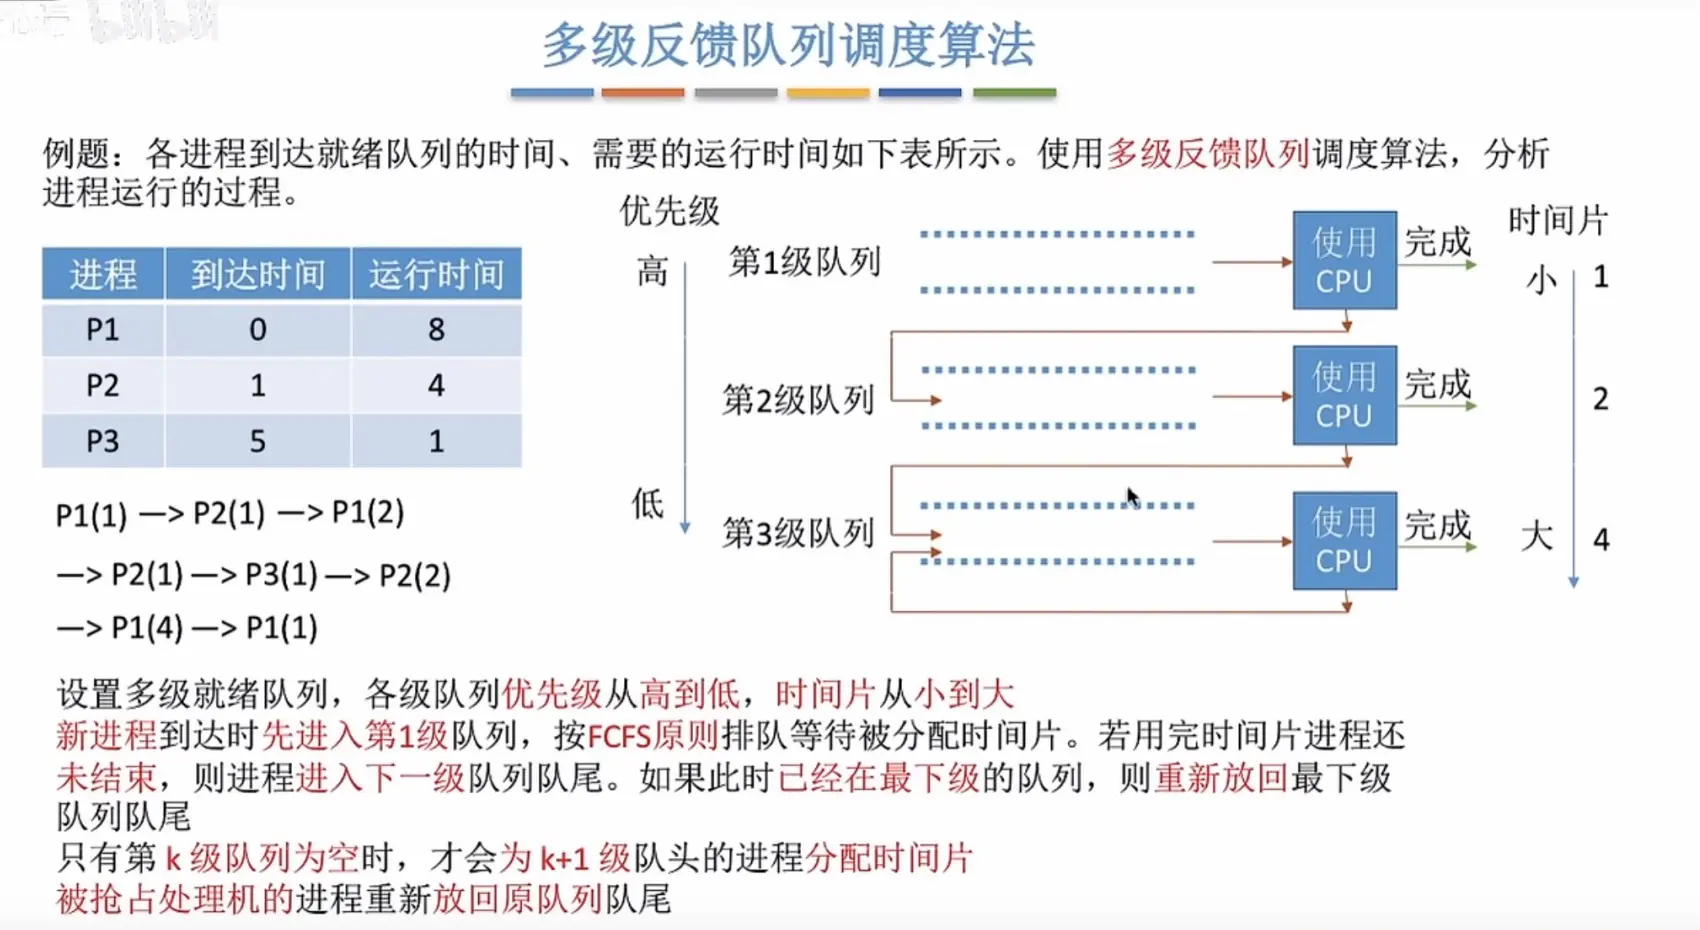 多级反馈队列调度算法
例题：各进程到达就绪队列的时间、需要的运行时间如下表所示。使用多级反馈队列调度算法，分析
进程运行的过程。
进程 到达时间 运行时间
P1 0 8
P2 1 4
P3 5 1
P1(1) —> P2(1) —> P1(2)
—> P2(1) —> P3(1) —> P2(2)
—> P1(4) —> P1(1)
优先级
高
低
第1级队列
使用
CPU
完成
第2级队列
使用
CPU
完成
第3级队列
使用
CPU
完成
时间片
小 1
2
大 4
设置多级就绪队列，各级队列优先级从高到低，时间片从小到大
新进程到达时先进入第1级队列，按FCFS原则排队等待被分配时间片。若用完时间片进程还
未结束，则进程进入下一级队列队尾。如果此时已经在最下级的队列，则重新放回最下级
队列队尾
只有第 k 级队列为空时，才会为 k+1 级队头的进程分配时间片
被抢占处理机的进程重新放回原队列队尾